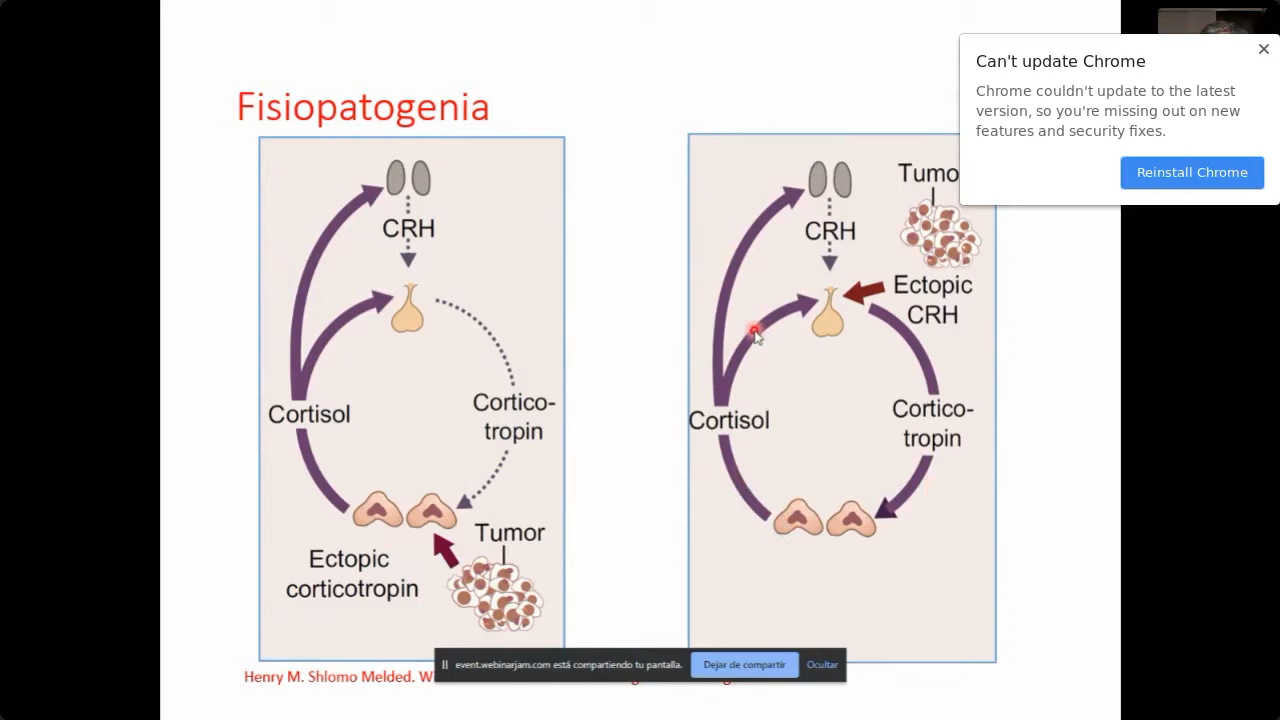 Fisiopatogenia
CRH
Cortico-
tropin
Cortisol
Tumor
Ectopic
corticotropin
CRH
Ectopic
CRH
Cortico-
tropin
Cortisol
Can't update Chrome
Chrome couldn't update to the latest
version, so you're missing out on new
features and security fixes.
Reinstall Chrome
event.webinarjam.com está compartiendo tu pantalla.
Dejar de compartir
Ocultar
Henry M. Shlomo Melded.